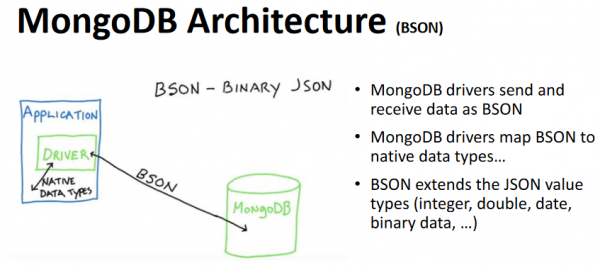 MongoDB Architecture (BSON)
BSON – BINARY JSON
APPLICATION
DRIVER
NATIVE
DATA TYPES
BSON
MONGODB
• MongoDB drivers send and
receive data as BSON
• MongoDB drivers map BSON to
native data types…
• BSON extends the JSON value
types (integer, double, date,
binary data, …)